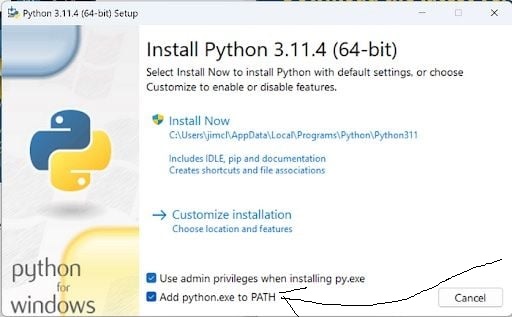 Python 3.11.4 (64-bit) Setup
Install Python 3.11.4 (64-bit)
Select Install Now to install Python with default settings, or choose
Customize to enable or disable features.
Install Now
C:\Users\jimcl\AppData\Local\Programs\Python\Python311
Includes IDLE, pip and documentation
Creates shortcuts and file associations
Customize installation
Choose location and features
python
for
windows
Use admin privileges when installing py.exe
Add python.exe to PATH
Cancel